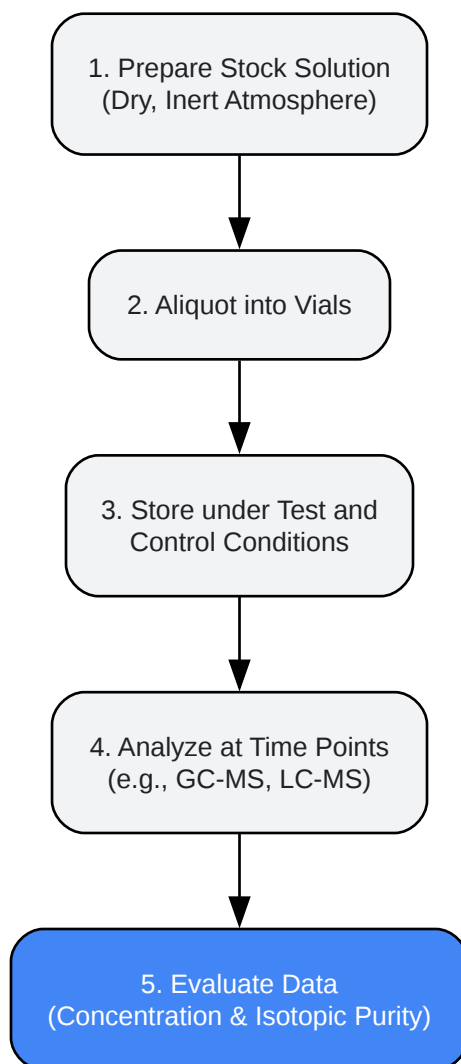 1. Prepare Stock Solution
(Dry, Inert Atmosphere)
2. Aliquot into Vials
3. Store under Test and
Control Conditions
4. Analyze at Time Points
(e.g., GC-MS, LC-MS)
5. Evaluate Data
(Concentration & Isotopic Purity)